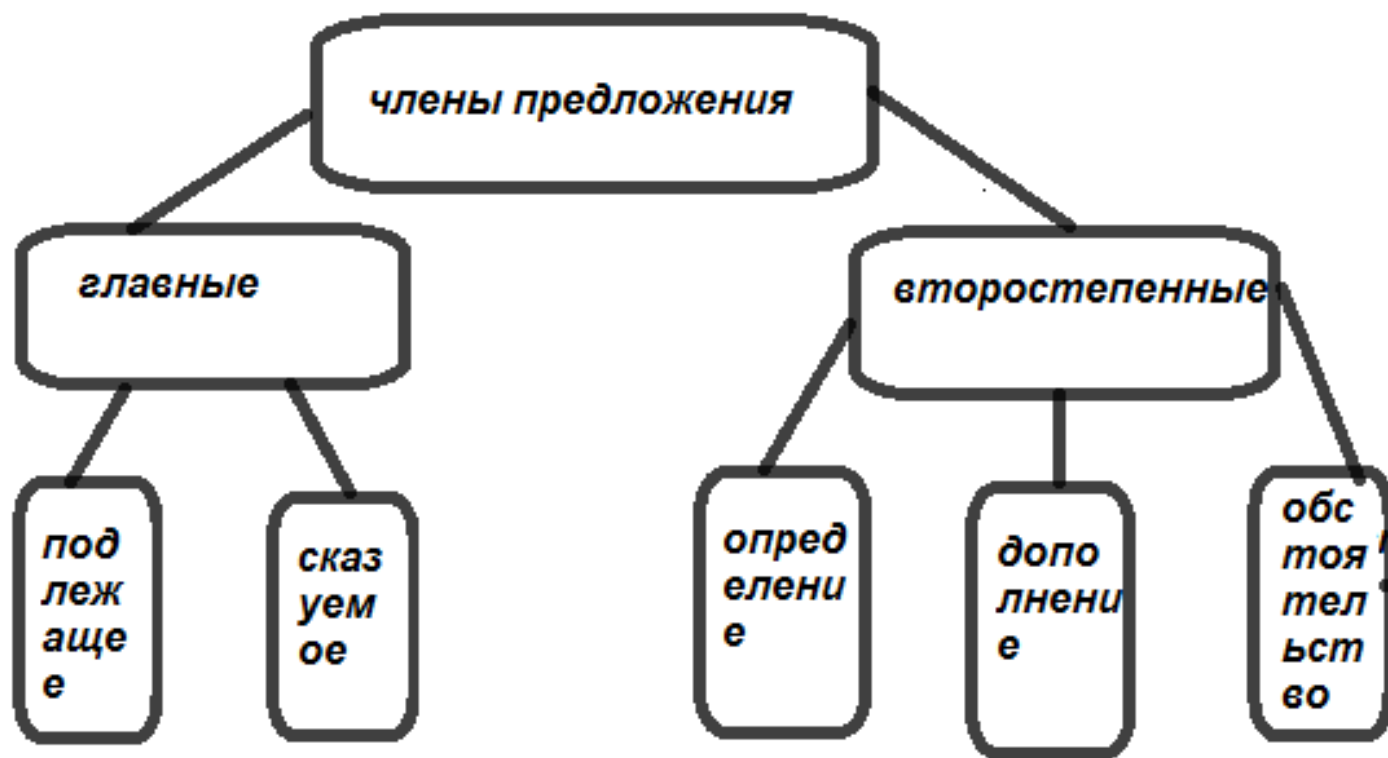 члены предложения
главные
второстепенные
под
леж
аще
е
сказ
уем
ое
опред
елени
е
допо
лнени
е
обс
тоя
тел
ьст
во